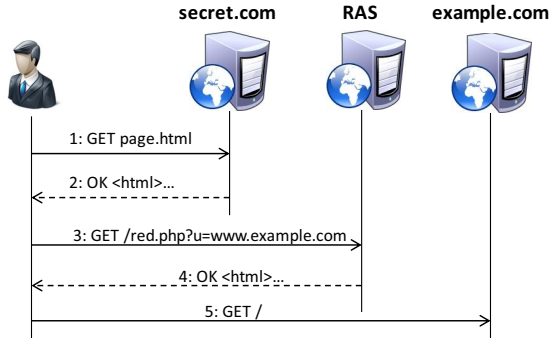 secret.com RAS example.com
1: GET page.html
2: OK <html>...
3: GET /red.php?u=www.example.com
4: OK <html>...
5: GET /